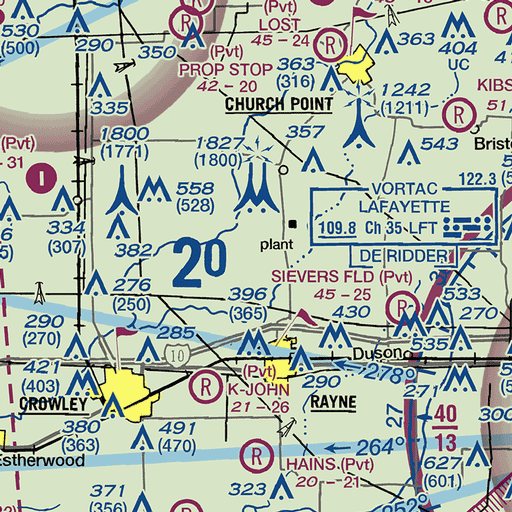 530
(500)
290
350
(Pvt)
LOST
45 - 24
363
404
UC
PROP STOP
42 - 20
363
(316)
335
CHURCH POINT
1242
(1211)
KIBS
51
(Pvt)
- 31
1800
(1771)
1827
(1800)
357
543
Brist
122.3
VORTAC
LAFAYETTE
109.8 Ch 35 LFT
558
(528)
334
(307)
382
plant
DE RIDDER
20
SIEVERS FLD (Pvt)
45 - 25
276
(250)
396
(365)
430
533
270
290
(270)
285
I 10
535
Duson
278°
271
421
(403)
(Pvt)
K-JOHN
21 - 26
290
RAYNE
CROWLEY
27
40
13
300
380
(363)
491
(470)
264°
Estherwood
HAINS (Pvt)
20 - 21
627
(601)
371
(356)
323
252°